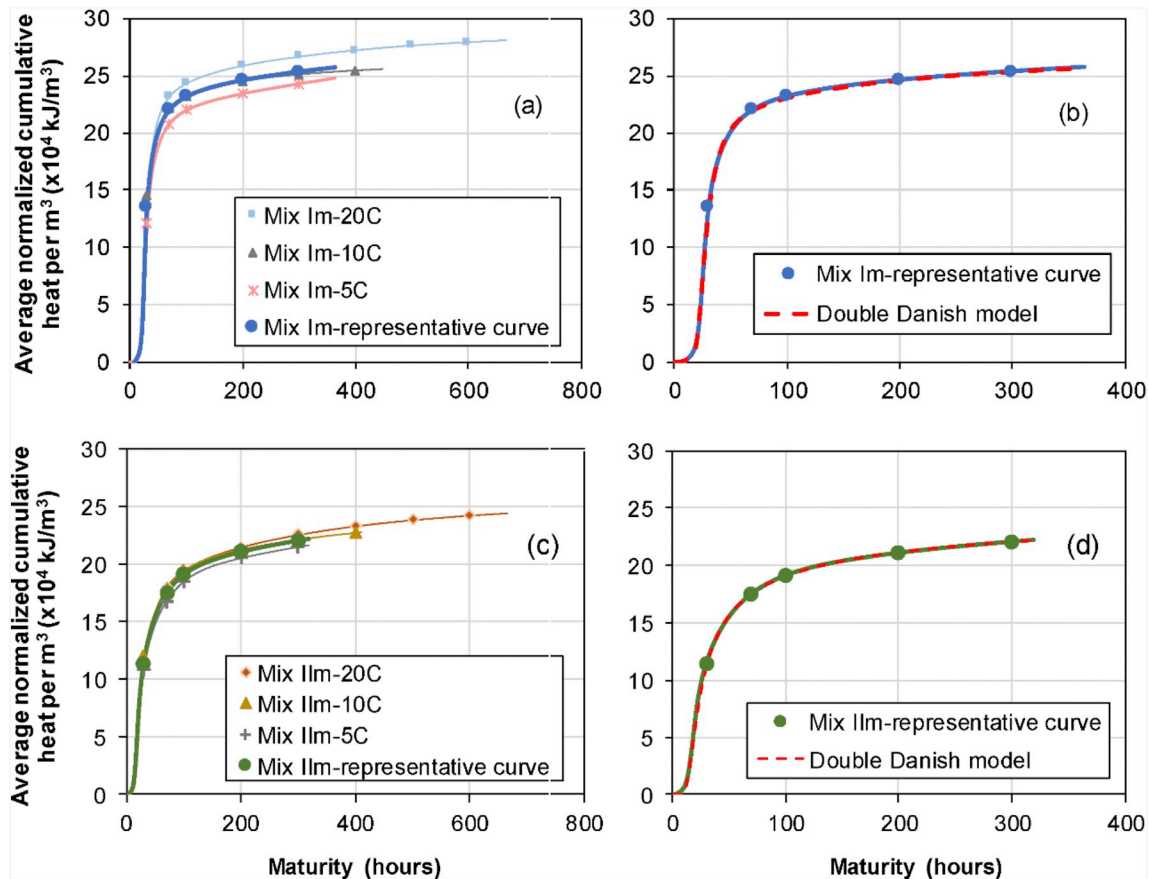 Average normalized cumulative
heat per m³ (x10⁴ kJ/m³)
30
25
20
15
10
5
0
(a)
Mix Im-20C
Mix Im-10C
Mix Im-5C
Mix Im-representative curve
0 200 400 600 800
30
25
20
15
10
5
0
(b)
Mix Im-representative curve
Double Danish model
0 100 200 300 400
Average normalized cumulative
heat per m³ (x10⁴ kJ/m³)
30
25
20
15
10
5
0
(c)
Mix IIm-20C
Mix IIm-10C
Mix IIm-5C
Mix IIm-representative curve
0 200 400 600 800
Maturity (hours)
30
25
20
15
10
5
0
(d)
Mix IIm-representative curve
Double Danish model
0 100 200 300 400
Maturity (hours)